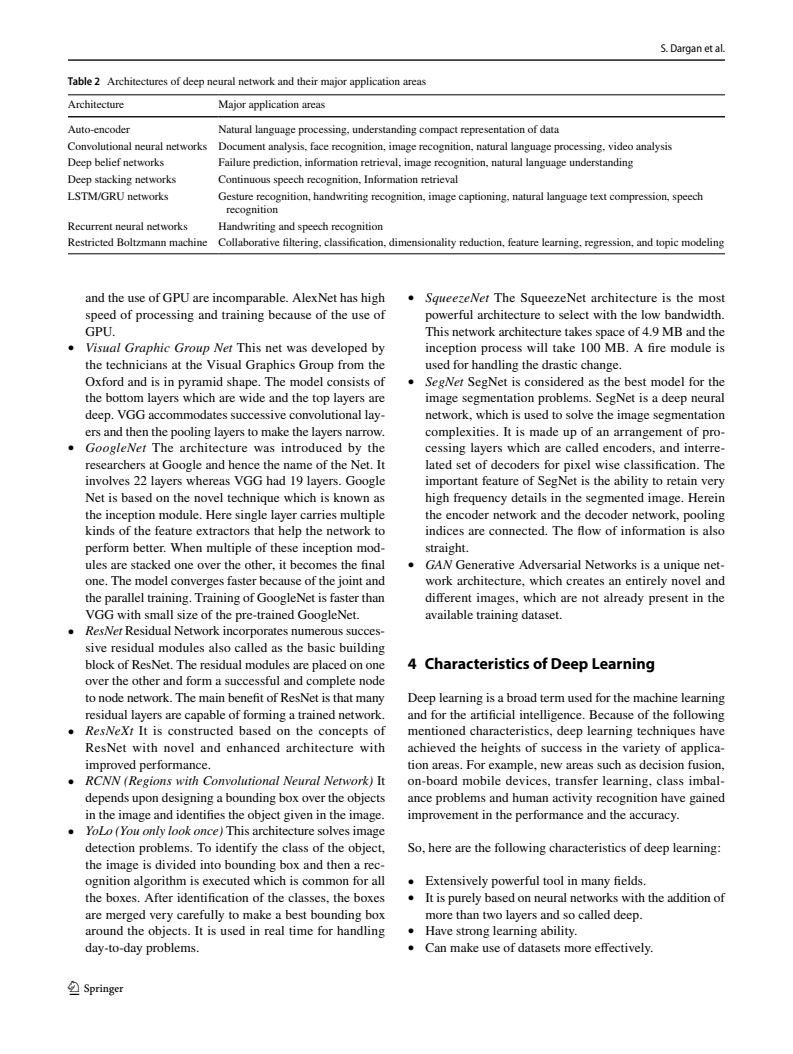 S. Dargan et al.
Table 2 Architectures of deep neural network and their major application areas
Architecture Major application areas
Auto-encoder Natural language processing, understanding compact representation of data
Convolutional neural networks Document analysis, face recognition, image recognition, natural language processing, video analysis
Deep belief networks Failure prediction, information retrieval, image recognition, natural language understanding
Deep stacking networks Continuous speech recognition, Information retrieval
LSTM/GRU networks Gesture recognition, handwriting recognition, image captioning, natural language text compression, speech
recognition
Recurrent neural networks Handwriting and speech recognition
Restricted Boltzmann machine Collaborative filtering, classification, dimensionality reduction, feature learning, regression, and topic modeling
and the use of GPU are incomparable. AlexNet has high
speed of processing and training because of the use of
GPU.
• Visual Graphic Group Net This net was developed by
the technicians at the Visual Graphics Group from the
Oxford and is in pyramid shape. The model consists of
the bottom layers which are wide and the top layers are
deep. VGG accommodates successive convolutional lay-
ers and then the pooling layers to make the layers narrow.
• GoogleNet The architecture was introduced by the
researchers at Google and hence the name of the Net. It
involves 22 layers whereas VGG had 19 layers. Google
Net is based on the novel technique which is known as
the inception module. Here single layer carries multiple
kinds of the feature extractors that help the network to
perform better. When multiple of these inception mod-
ules are stacked one over the other, it becomes the final
one. The model converges faster because of the joint and
the parallel training. Training of GoogleNet is faster than
VGG with small size of the pre-trained GoogleNet.
• ResNet Residual Network incorporates numerous succes-
sive residual modules also called as the basic building
block of ResNet. The residual modules are placed on one
over the other and form a successful and complete node
to node network. The main benefit of ResNet is that many
residual layers are capable of forming a trained network.
• ResNeXt It is constructed based on the concepts of
ResNet with novel and enhanced architecture with
improved performance.
• RCNN (Regions with Convolutional Neural Network) It
depends upon designing a bounding box over the objects
in the image and identifies the object given in the image.
• YoLo (You only look once) This architecture solves image
detection problems. To identify the class of the object,
the image is divided into bounding box and then a rec-
ognition algorithm is executed which is common for all
the boxes. After identification of the classes, the boxes
are merged very carefully to make a best bounding box
around the objects. It is used in real time for handling
day-to-day problems.
• SqueezeNet The SqueezeNet architecture is the most
powerful architecture to select with the low bandwidth.
This network architecture takes space of 4.9 MB and the
inception process will take 100 MB. A fire module is
used for handling the drastic change.
• SegNet SegNet is considered as the best model for the
image segmentation problems. SegNet is a deep neural
network, which is used to solve the image segmentation
complexities. It is made up of an arrangement of pro-
cessing layers which are called encoders, and interre-
lated set of decoders for pixel wise classification. The
important feature of SegNet is the ability to retain very
high frequency details in the segmented image. Herein
the encoder network and the decoder network, pooling
indices are connected. The flow of information is also
straight.
• GAN Generative Adversarial Networks is a unique net-
work architecture, which creates an entirely novel and
different images, which are not already present in the
available training dataset.
4 Characteristics of Deep Learning
Deep learning is a broad term used for the machine learning
and for the artificial intelligence. Because of the following
mentioned characteristics, deep learning techniques have
achieved the heights of success in the variety of applica-
tion areas. For example, new areas such as decision fusion,
on-board mobile devices, transfer learning, class imbal-
ance problems and human activity recognition have gained
improvement in the performance and the accuracy.
So, here are the following characteristics of deep learning:
• Extensively powerful tool in many fields.
• It is purely based on neural networks with the addition of
more than two layers and so called deep.
• Have strong learning ability.
• Can make use of datasets more effectively.
Springer